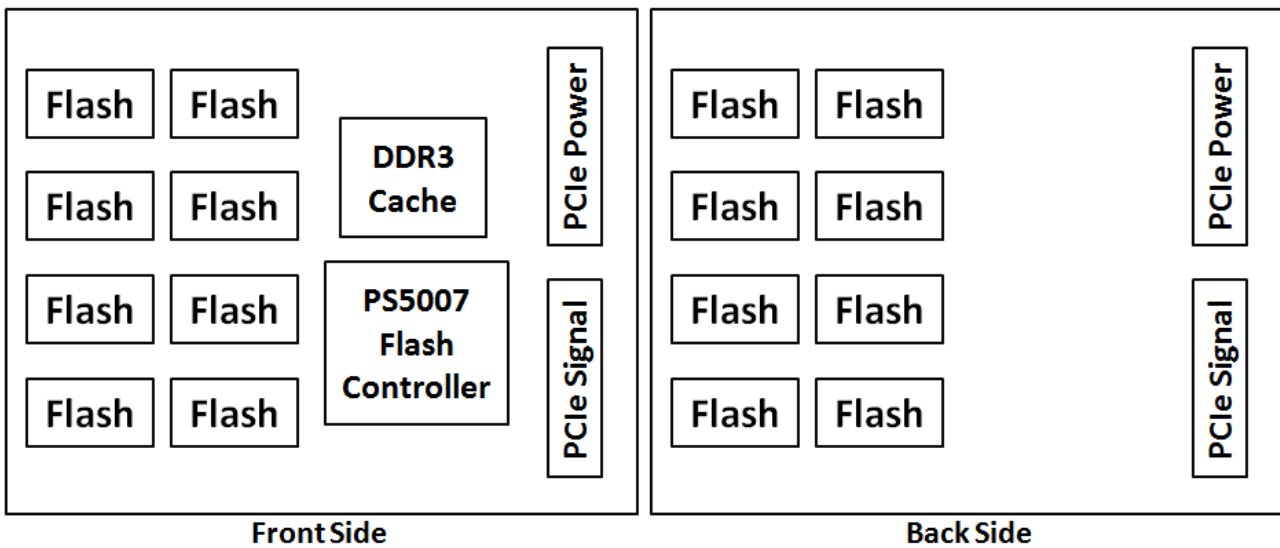 Flash Flash
Flash Flash
Flash Flash
Flash Flash
DDR3
Cache
PS5007
Flash
Controller
PCIe Power
PCIe Signal
Front Side
Flash Flash
Flash Flash
Flash Flash
Flash Flash
PCIe Power
PCIe Signal
Back Side